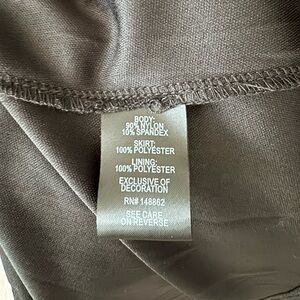 BODY:
90% NYLON
10% SPANDEX
SKIRT:
100% POLYESTER
LINING:
100% POLYESTER
EXCLUSIVE OF
DECORATION
RN# 148862
SEE CARE
ON REVERSE